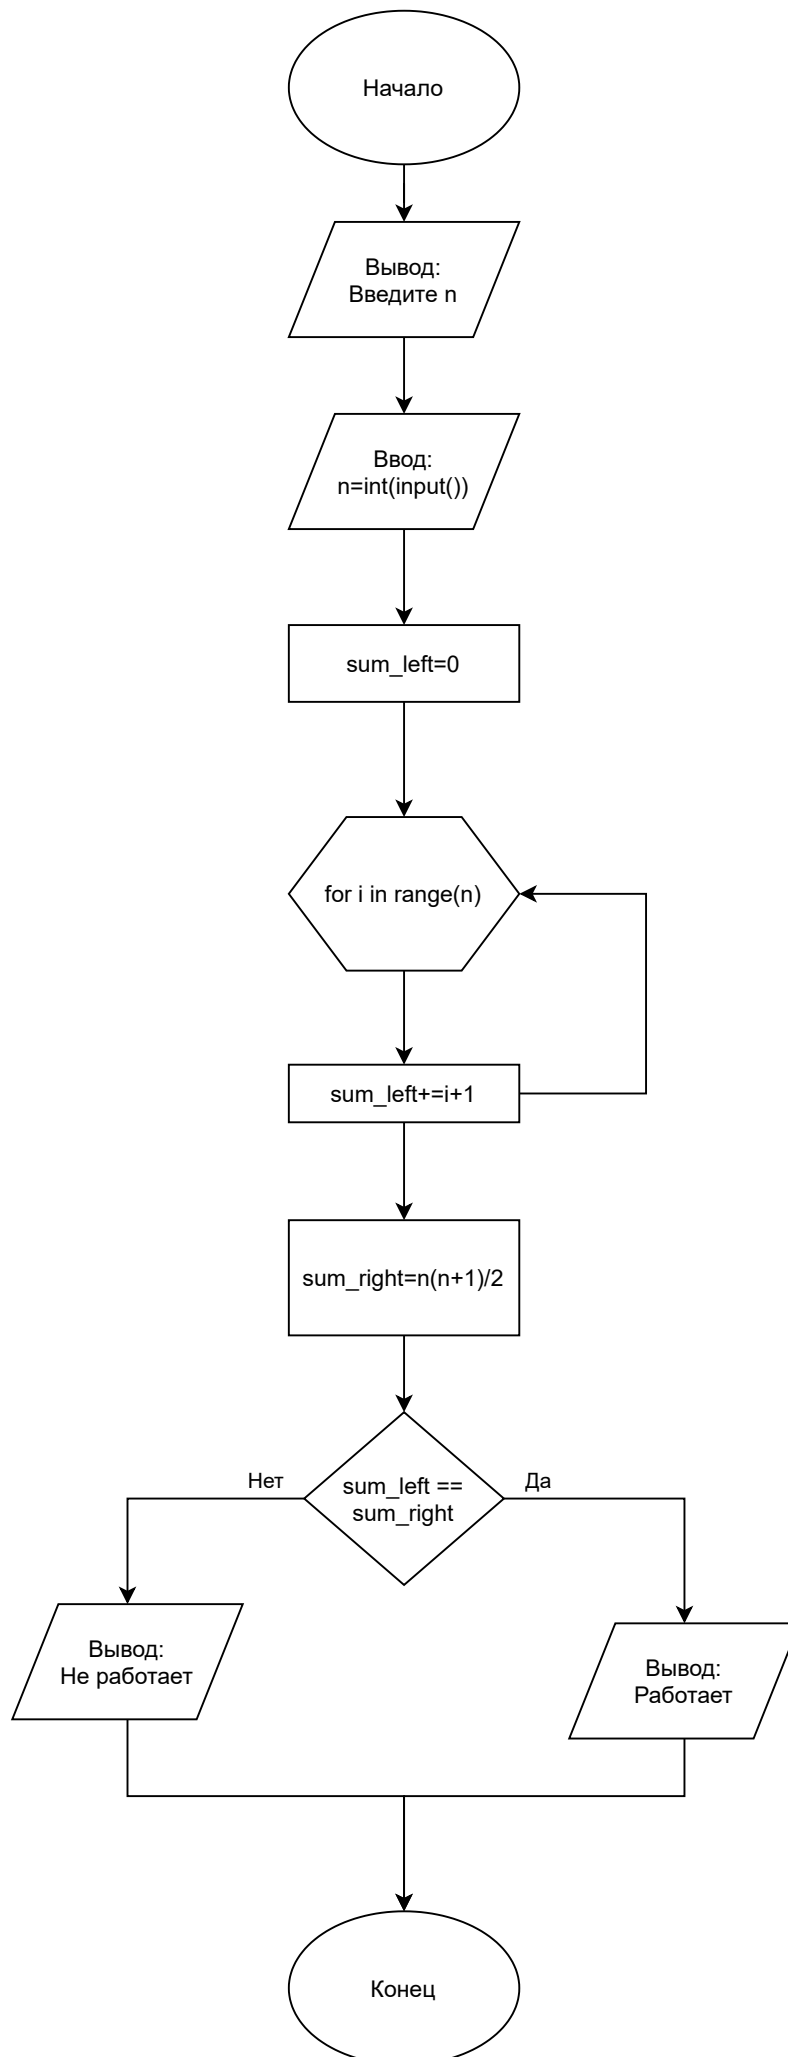 Начало
Вывод:
Введите n
Ввод:
n=int(input())
sum_left=0
for i in range(n)
sum_left+=i+1
sum_right=n(n+1)/2
Нет
sum_left ==
sum_right
Да
Вывод:
Не работает
Вывод:
Работает
Конец